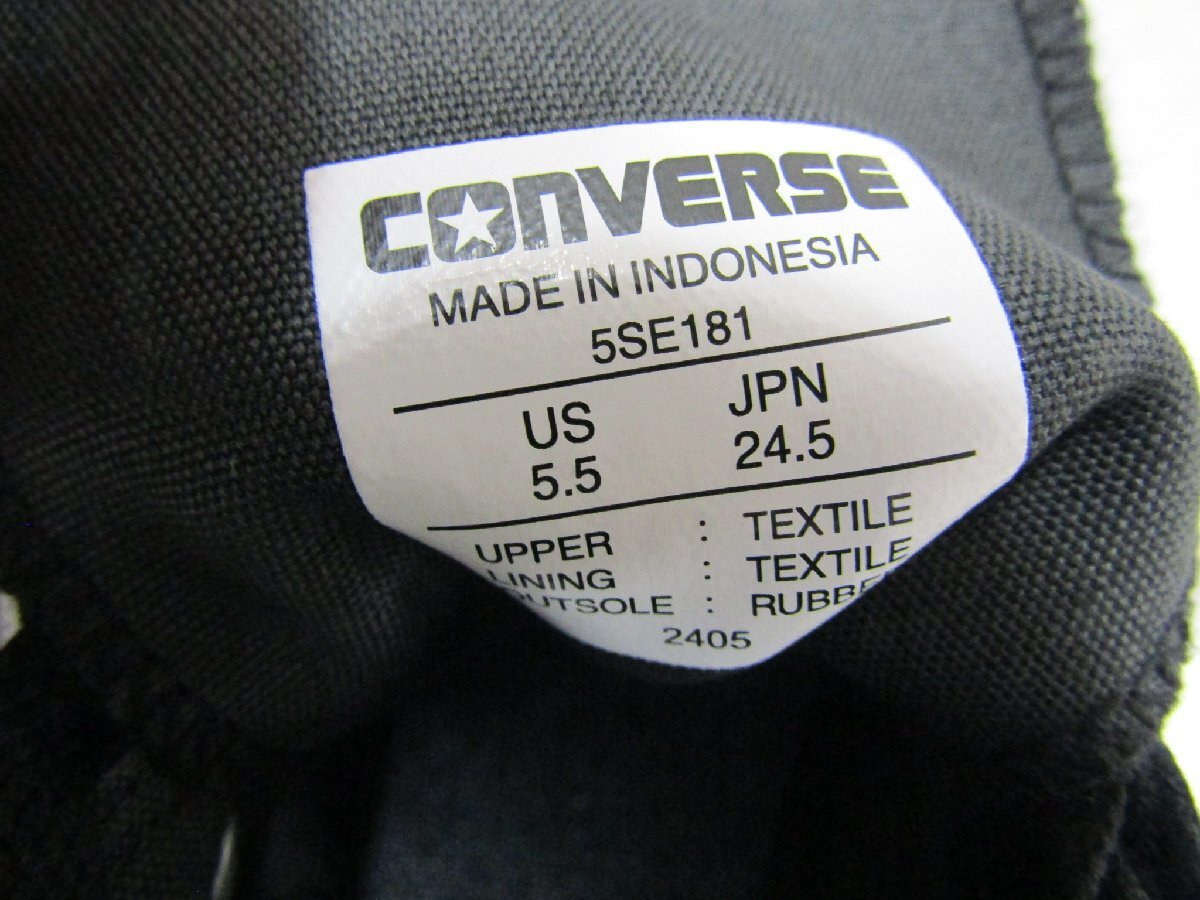 CONVERSE
MADE IN INDONESIA
5SE181
US JPN
5.5 24.5
UPPER : TEXTILE
LINING : TEXTILE
OUTSOLE : RUBBER
2405